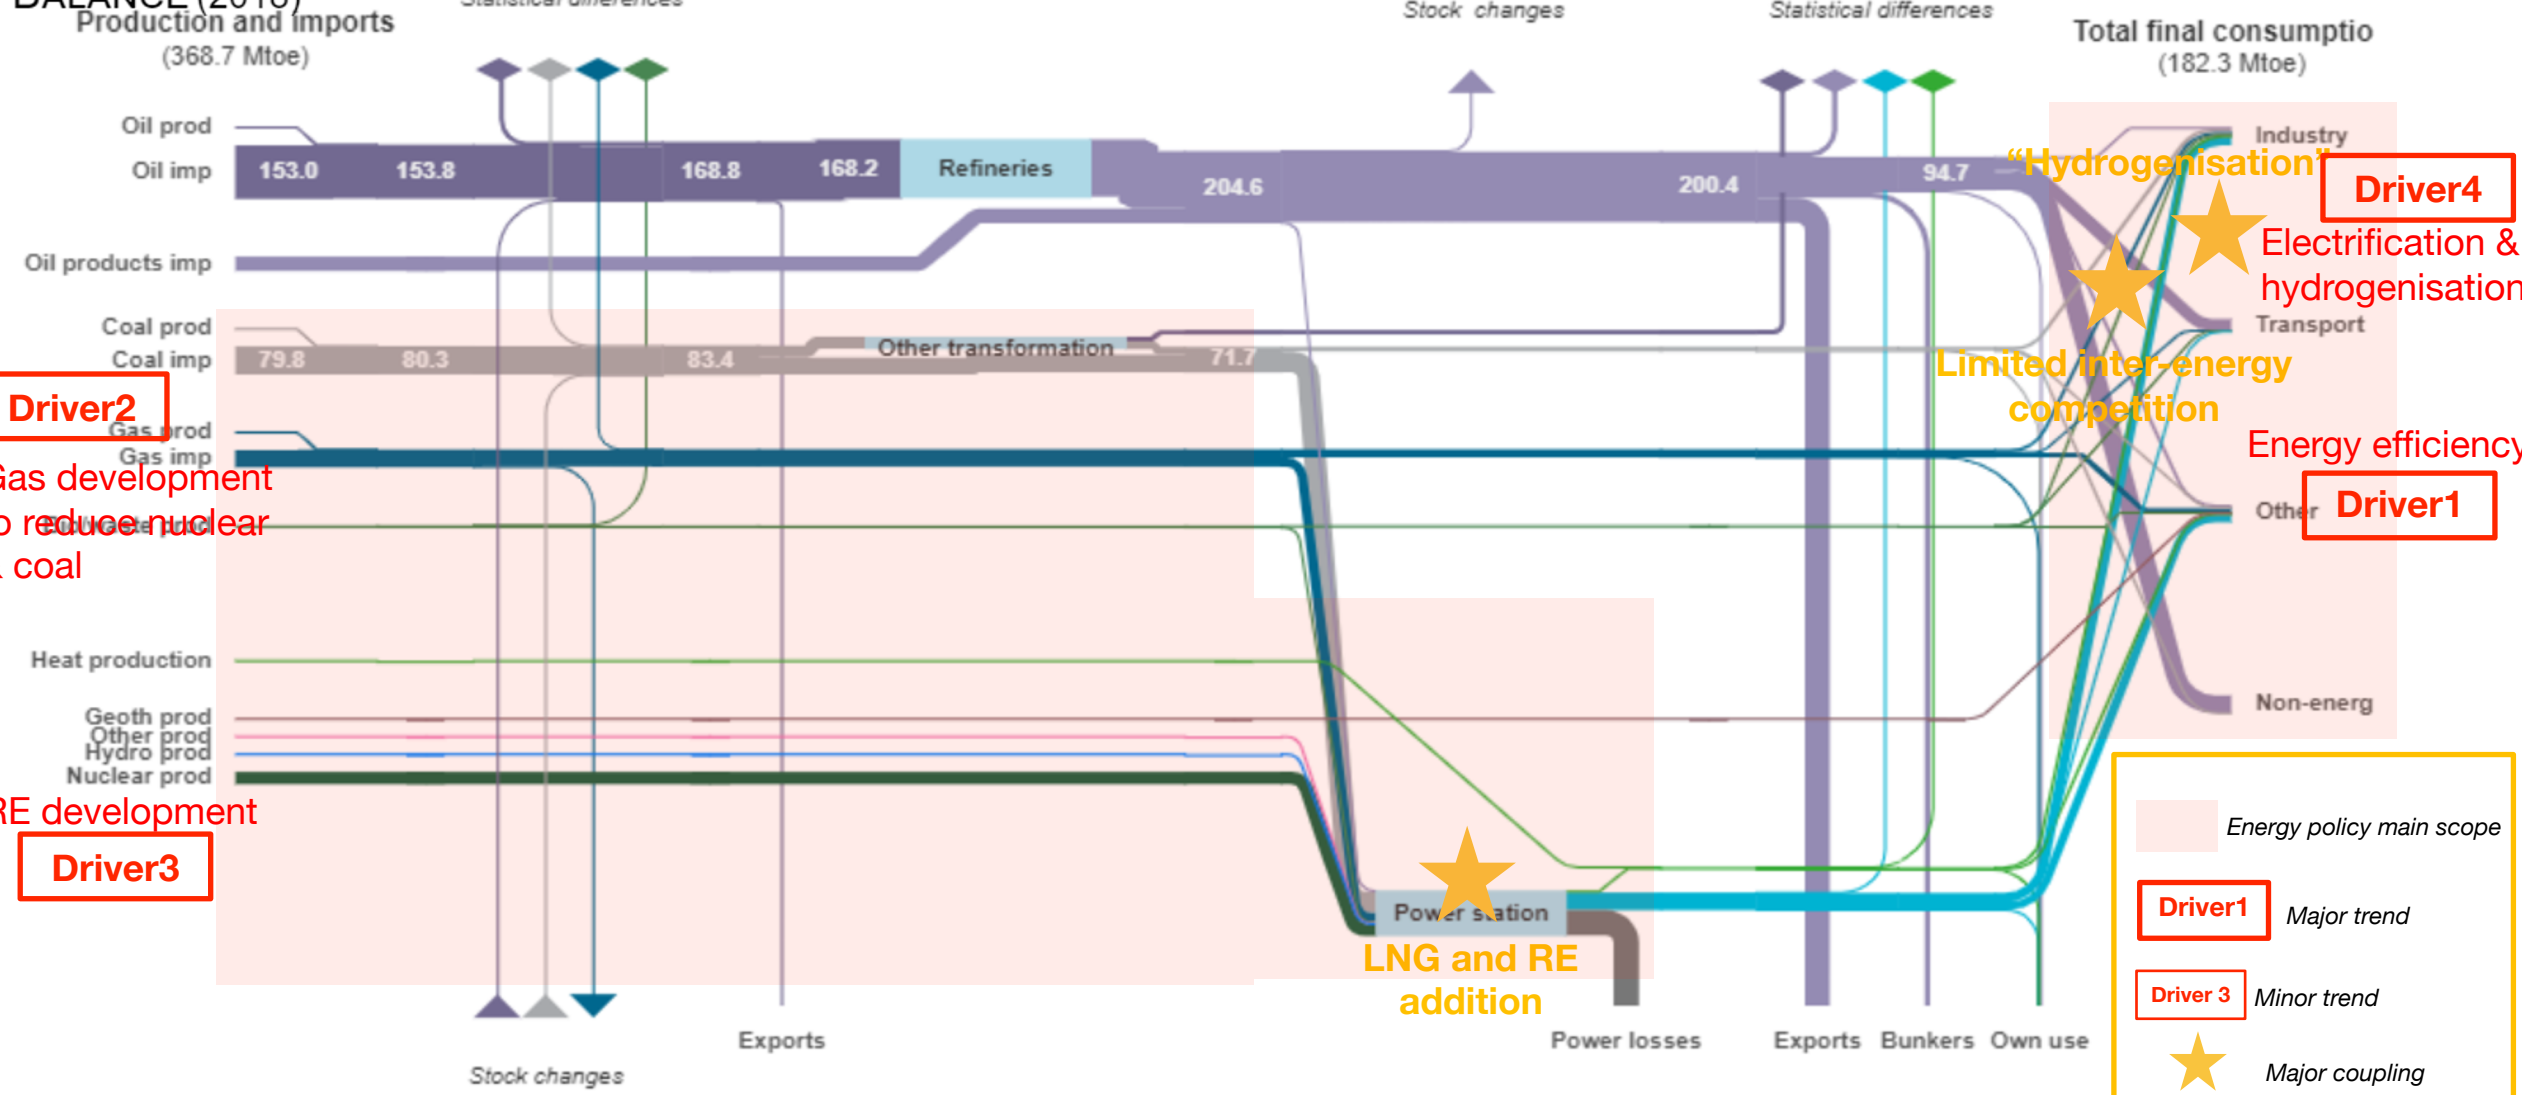 BALANCE (2018)
Production and imports
(368.7 Mtoe)
Statistical differences
Stock changes
Statistical differences
Total final consumptio
(182.3 Mtoe)
Oil prod
Oil imp
153.0
153.8
168.8
168.2
Refineries
204.6
200.4
94.7
Industry
"Hydrogenisation"
Driver4
Electrification &
hydrogenisation
Oil products imp
Transport
Coal prod
Coal imp
79.8
80.3
83.4
Other transformation
71.7
Limited inter-energy
competition
Driver2
Gas prod
Gas imp
Gas development
o reduce nuclear
& coal
Bio/waste prod
Energy efficiency
Driver1
Other
Heat production
Geoth prod
Other prod
Hydro prod
Nuclear prod
RE development
Driver3
Non-energ
Power station
LNG and RE
addition
Exports
Stock changes
Power losses
Exports
Bunkers
Own use
Energy policy main scope
Driver1
Major trend
Driver 3
Minor trend
Major coupling